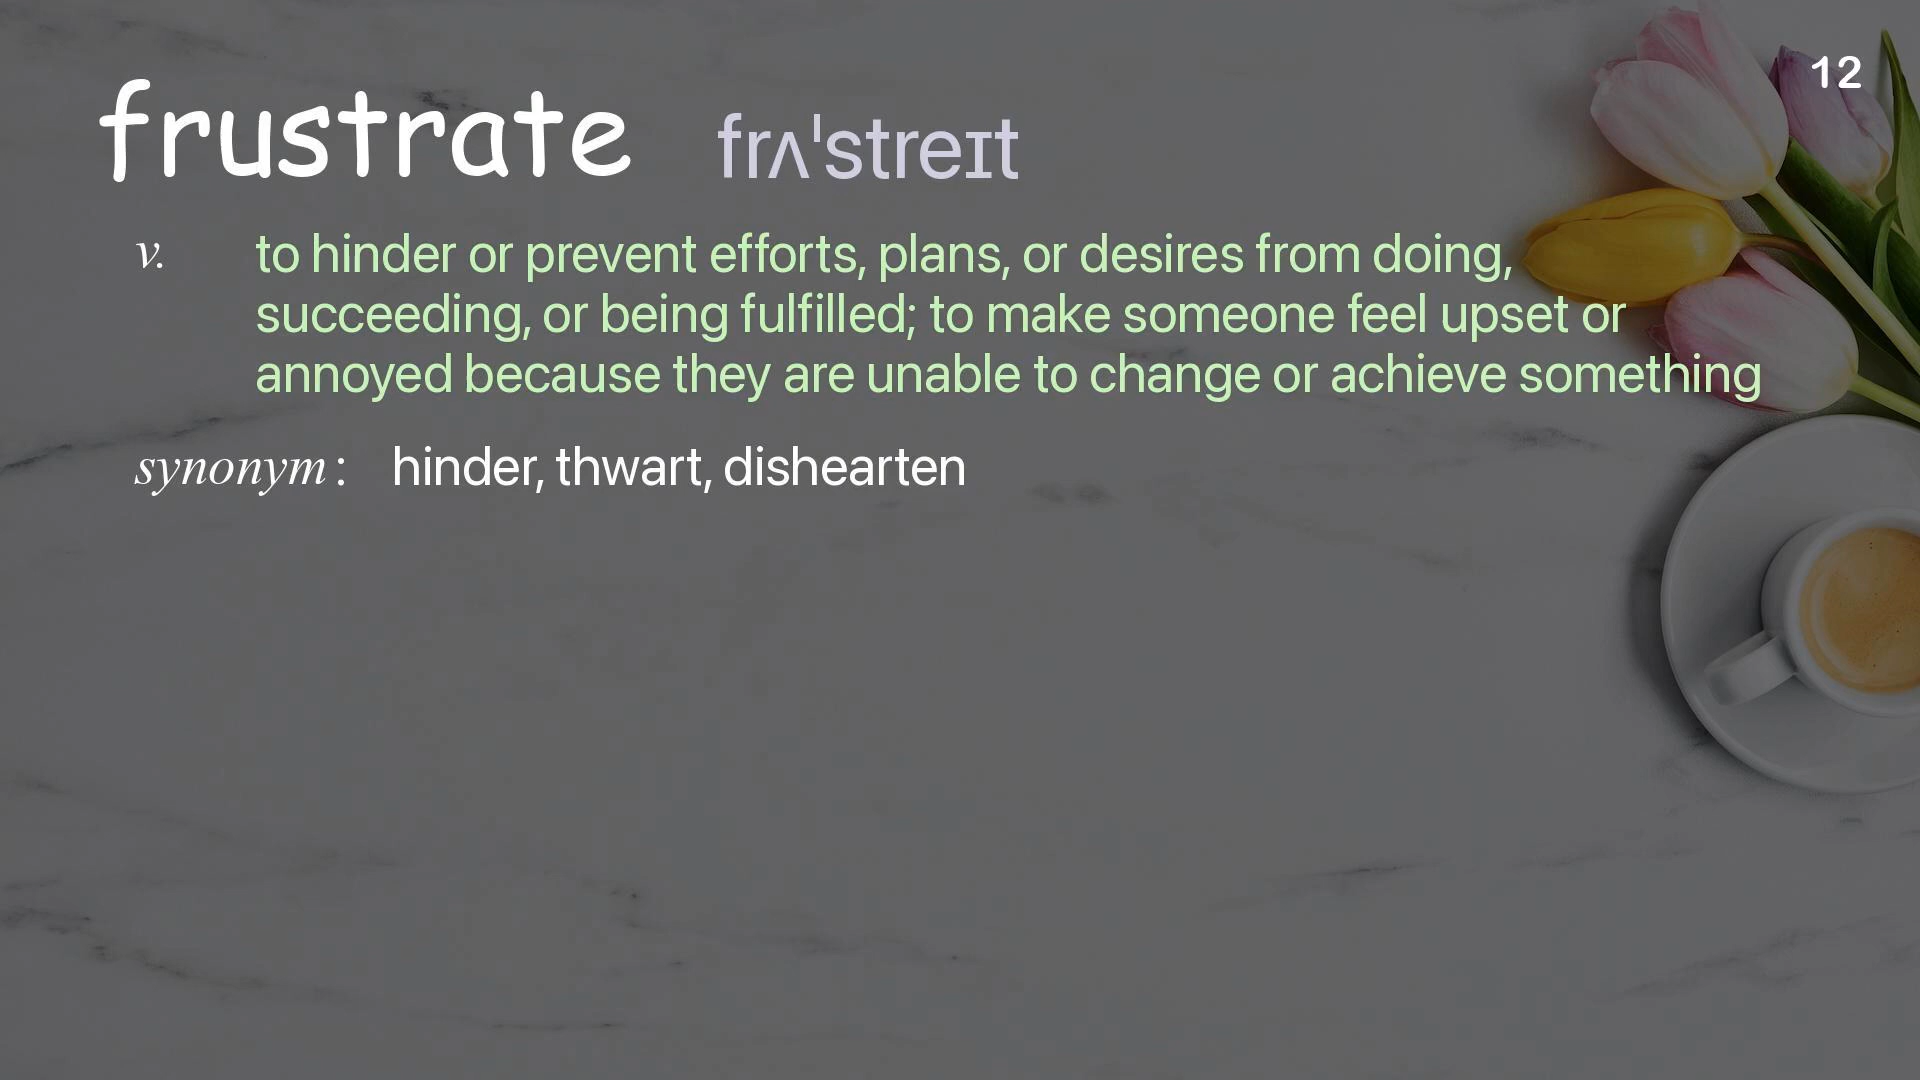 12
frustrate frʌˈstreɪt
v. to hinder or prevent efforts, plans, or desires from doing,
succeeding, or being fulfilled; to make someone feel upset or
annoyed because they are unable to change or achieve something
synonym : hinder, thwart, dishearten